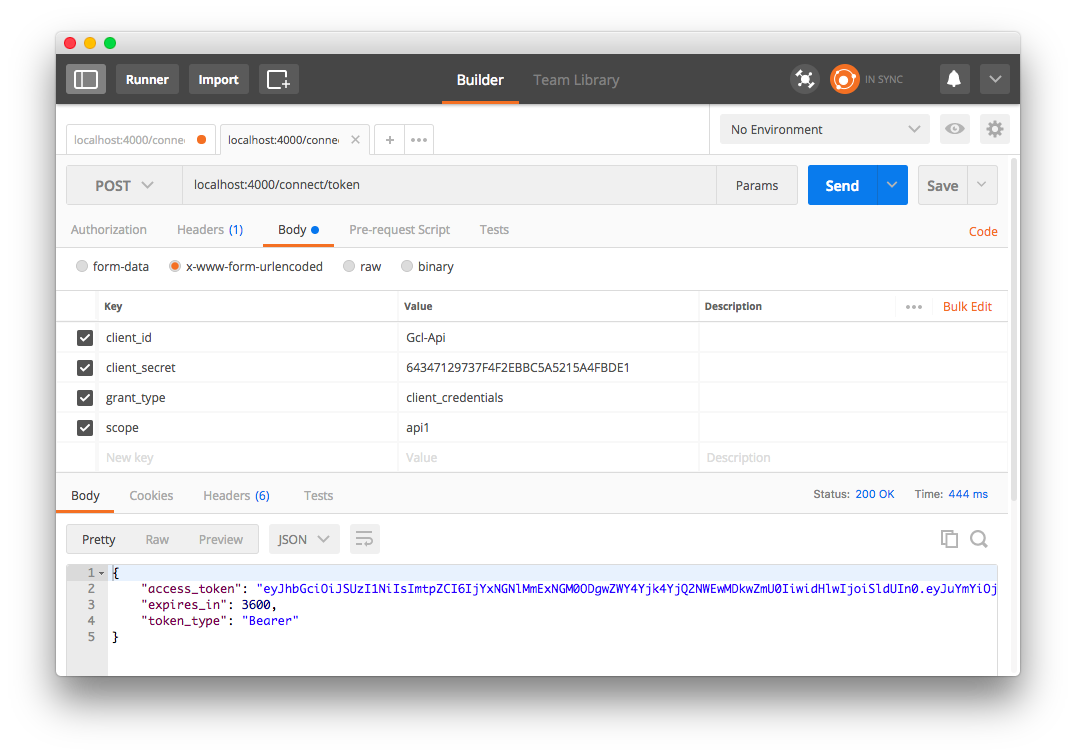 Runner Import Builder Team Library IN SYNC
localhost:4000/conne localhost:4000/conne No Environment
POST localhost:4000/connect/token Params Send Save
Authorization Headers (1) Body Pre-request Script Tests Code
form-data x-www-form-urlencoded raw binary
Key Value Description Bulk Edit
client_id Gcl-Api
client_secret 64347129737F4F2EBBC5A5215A4FBDE1
grant_type client_credentials
scope api1
New key Value Description
Body Cookies Headers (6) Tests Status: 200 OK Time: 444 ms
Pretty Raw Preview JSON
1 {
2 "access_token": "eyJhbGciOiJSUzI1NiIsImtpZCI6IjYxNGNlMmExNGM0ODgwZWY4Yjk4YjQ2NWEwMDkwZmU0IiwidHlwIjoiSldUIn0.eyJuYmYiOj
3 "expires_in": 3600,
4 "token_type": "Bearer"
5 }